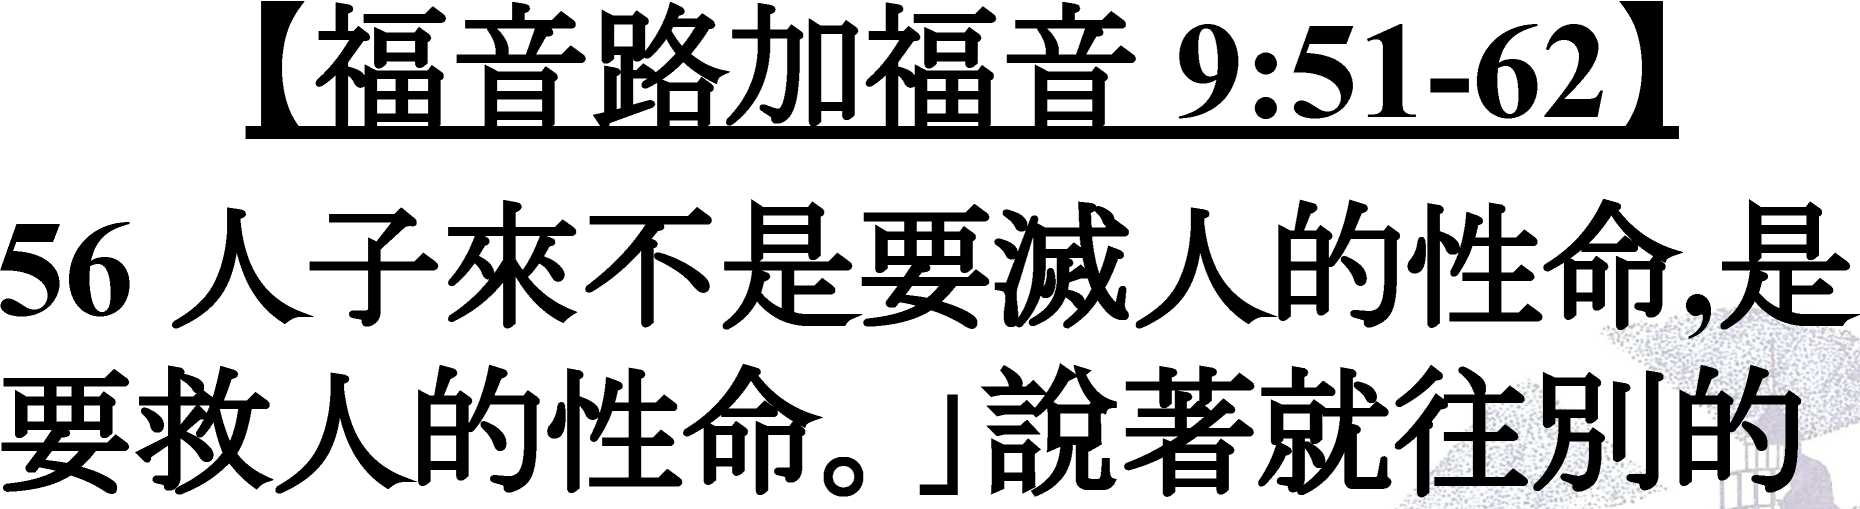 【福音路加福音 9:51-62】
56 人子來不是要滅人的性命,是
要救人的性命。」說著就往別的